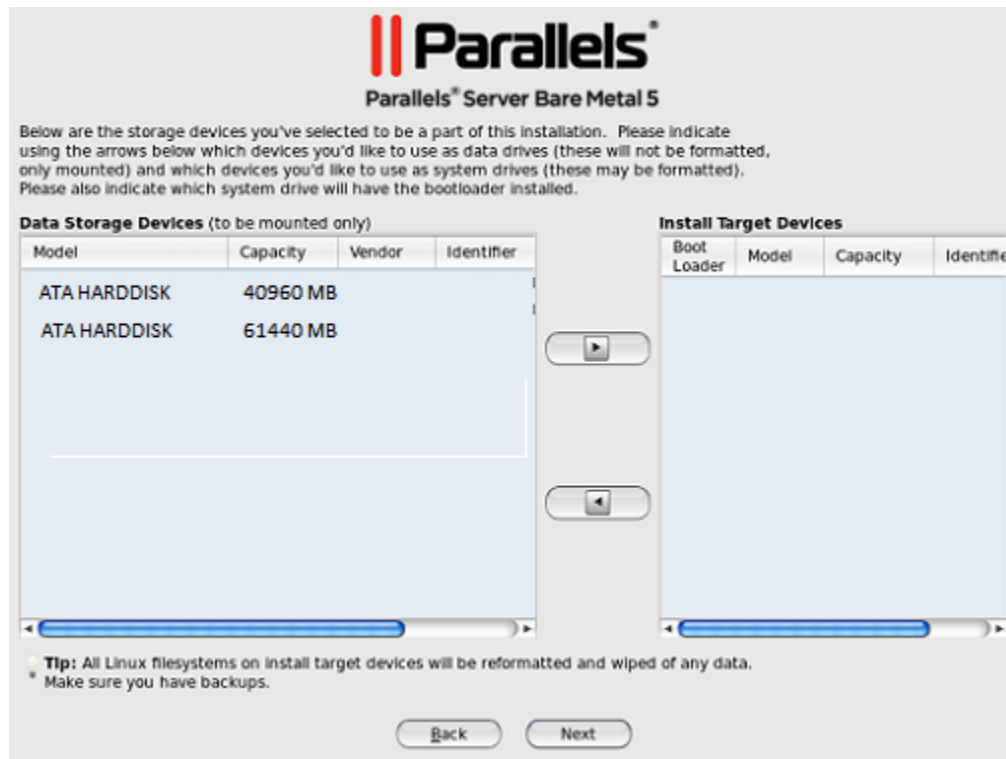 Parallels®
Parallels® Server Bare Metal 5
Below are the storage devices you've selected to be a part of this installation. Please indicate
using the arrows below which devices you'd like to use as data drives (these will not be formatted,
only mounted) and which devices you'd like to use as system drives (these may be formatted).
Please also indicate which system drive will have the bootloader installed.
Data Storage Devices (to be mounted only)
Model Capacity Vendor Identifier
ATA HARDDISK 40960 MB
ATA HARDDISK 61440 MB
Install Target Devices
Boot
Loader Model Capacity Identifie
Tip: All Linux filesystems on install target devices will be reformatted and wiped of any data.
Make sure you have backups.
Back Next